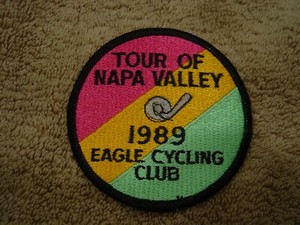 TOUR OF
NAPA VALLEY
1989
EAGLE CYCLING
CLUB